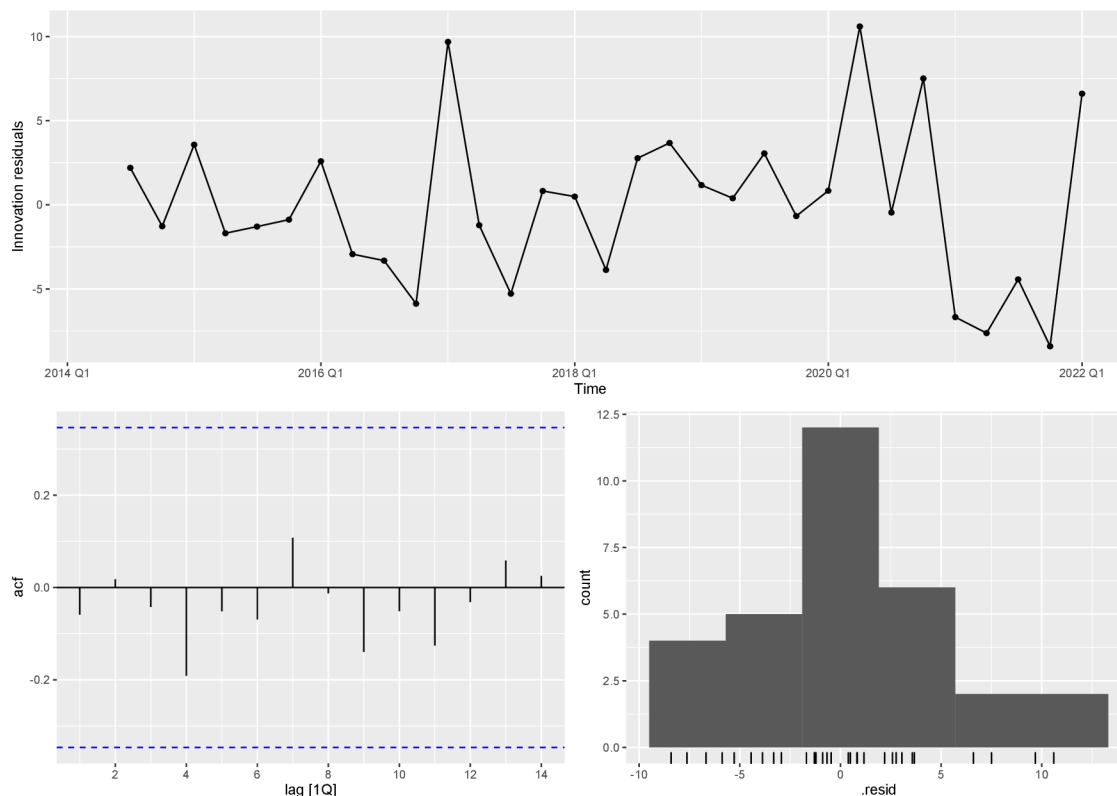 10
5
0
-5
Innovation residuals
2014 Q1 2016 Q1 2018 Q1 2020 Q1 2022 Q1
Time
0.2
0.0
-0.2
acf
2 4 6 8 10 12 14
lag [1Q]
12.5
10.0
7.5
5.0
2.5
0.0
count
-10 -5 0 5 10
.resid